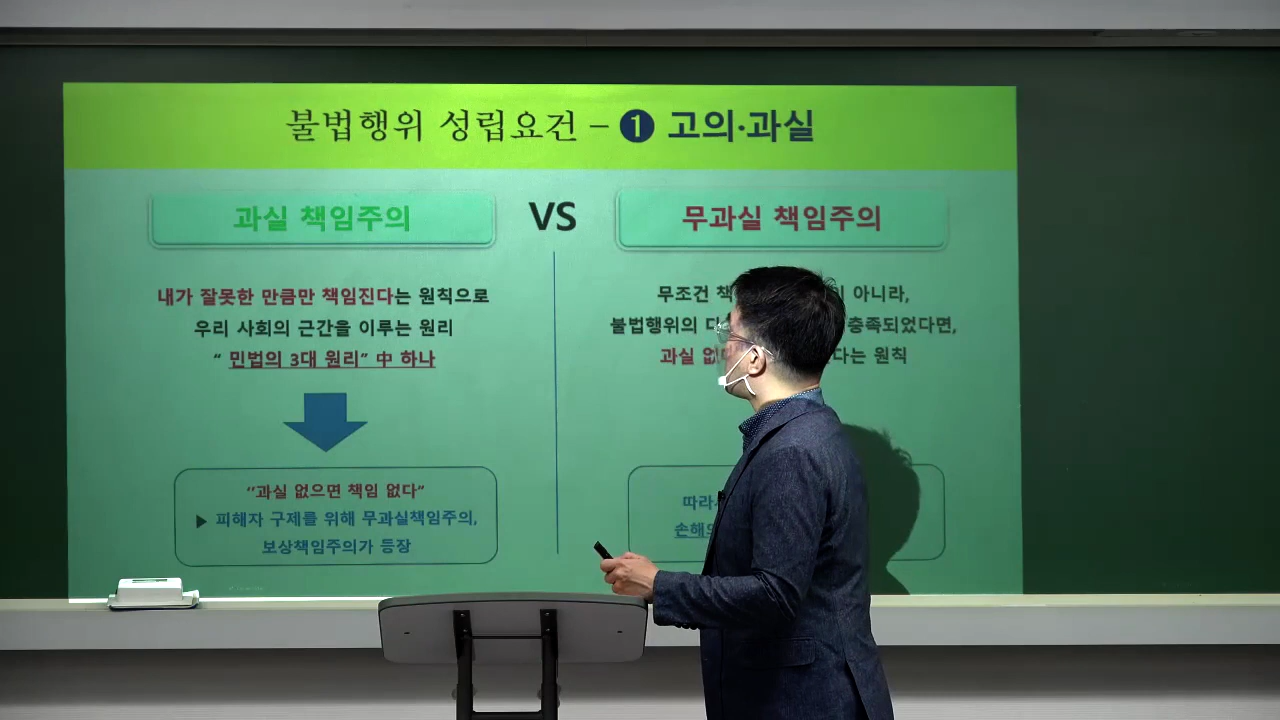 불법행위 성립요건 – ❶ 고의·과실
과실 책임주의
VS
무과실 책임주의
내가 잘못한 만큼만 책임진다는 원칙으로
우리 사회의 근간을 이루는 원리
“ 민법의 3대 원리” 中 하나
“과실 없으면 책임 없다”
▶ 피해자 구제를 위해 무과실책임주의,
보상책임주의가 등장
무조건 아니라,
불법행위의 충족되었다면,
과실 다는 원칙